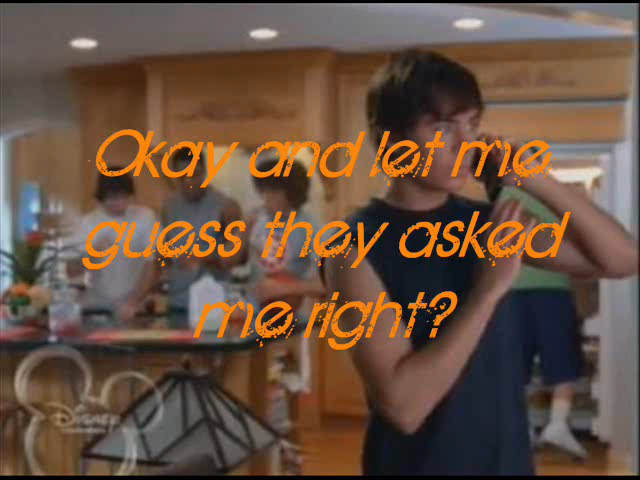 Okay and let me
guess they asked
me right?
Disney